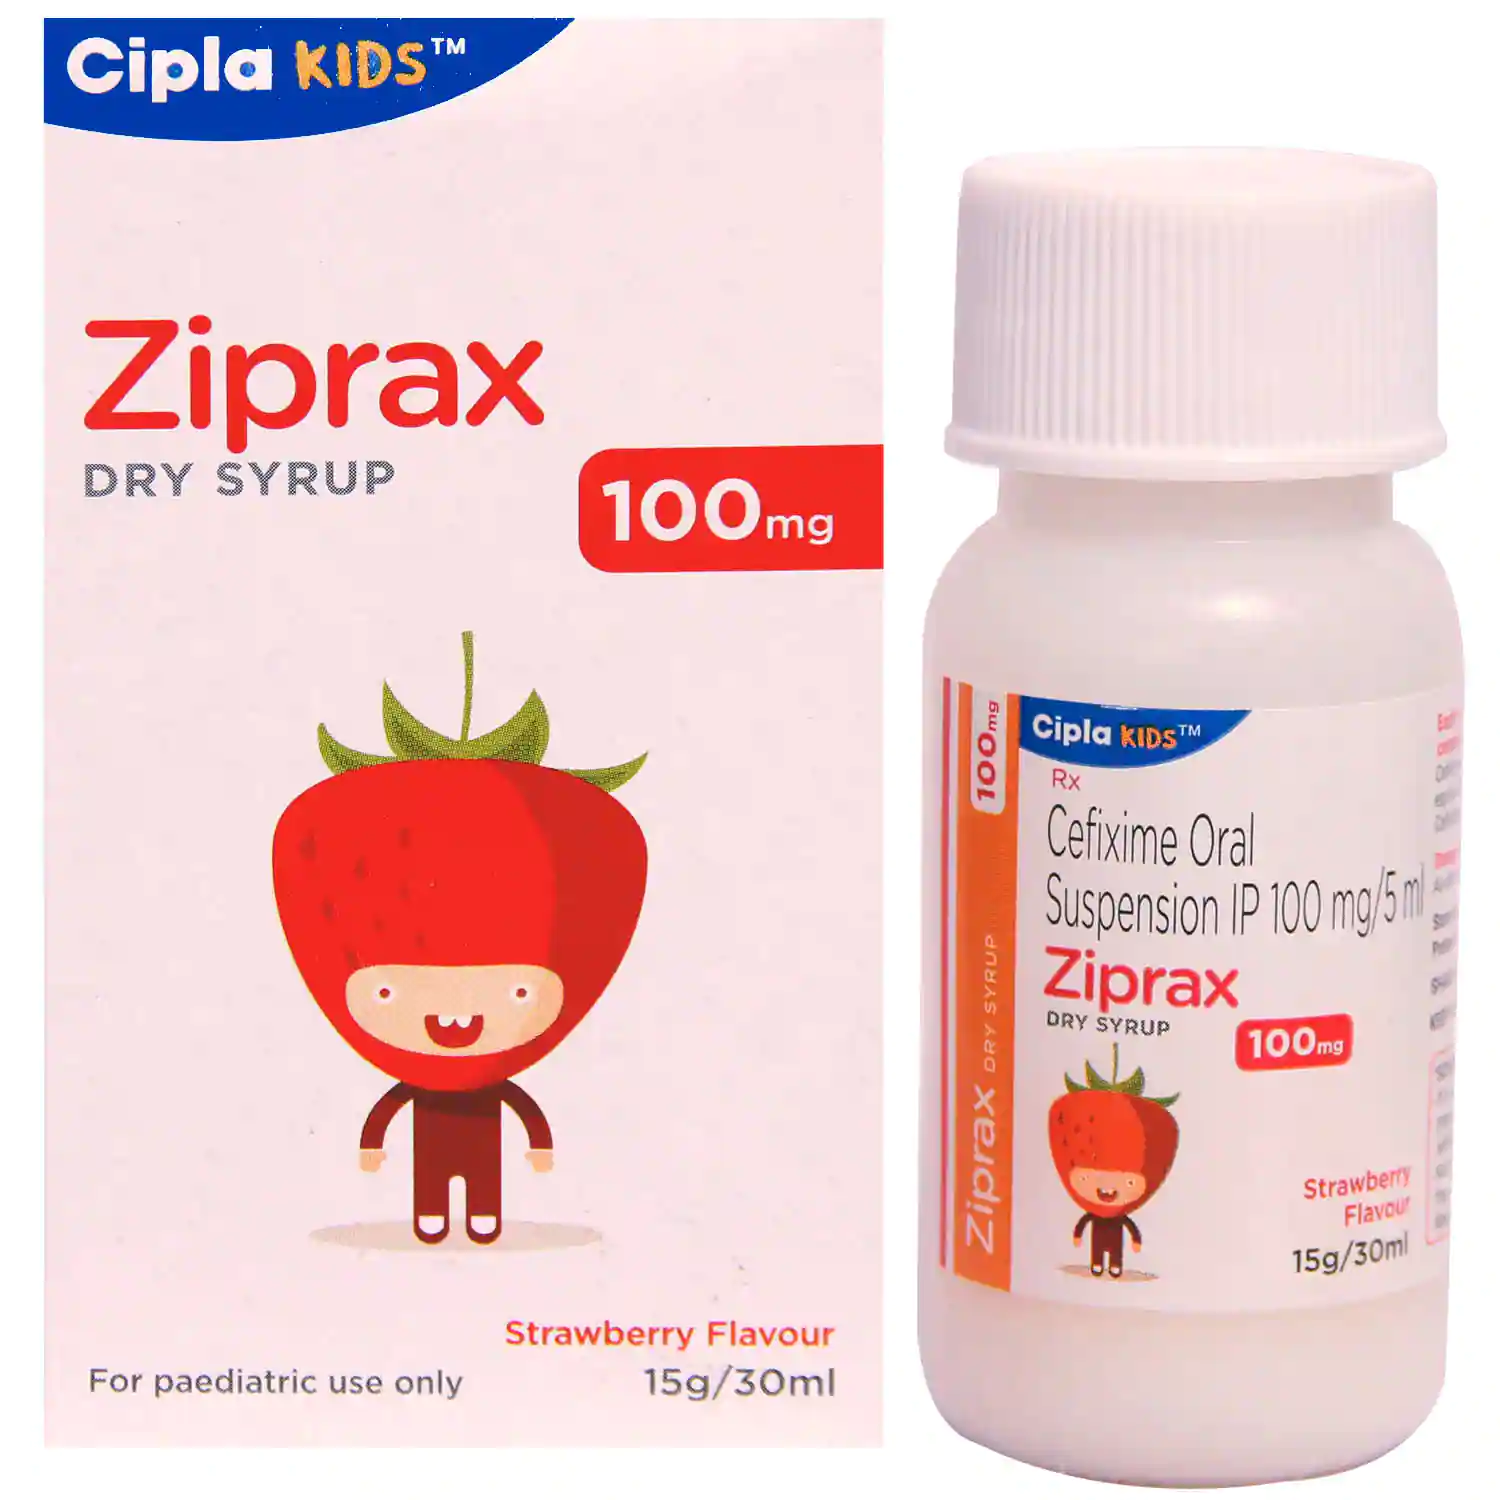 Cipla KIDS™
Ziprax
DRY SYRUP
100mg
Strawberry Flavour
For paediatric use only
15g/30ml
Ziprax DRY SYRUP 100mg
Cipla KIDS™
Rx
Cefixime Oral
Suspension IP 100 mg/5 ml
Ziprax
DRY SYRUP
100mg
Strawberry
Flavour
15g/30ml